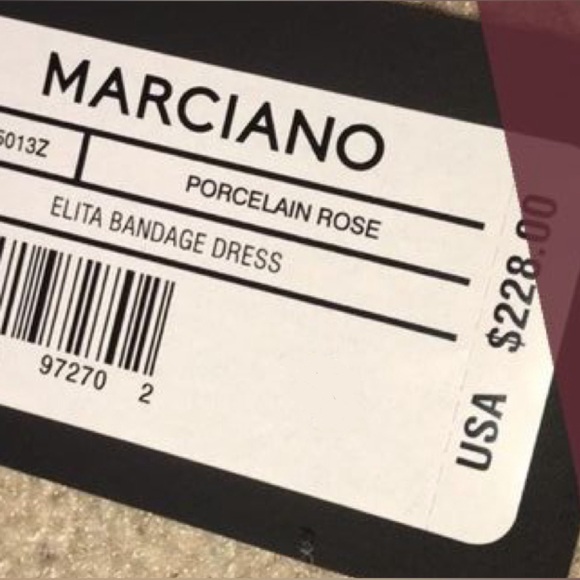 MARCIANO
5013Z PORCELAIN ROSE
ELITA BANDAGE DRESS
97270 2
USA $228.00